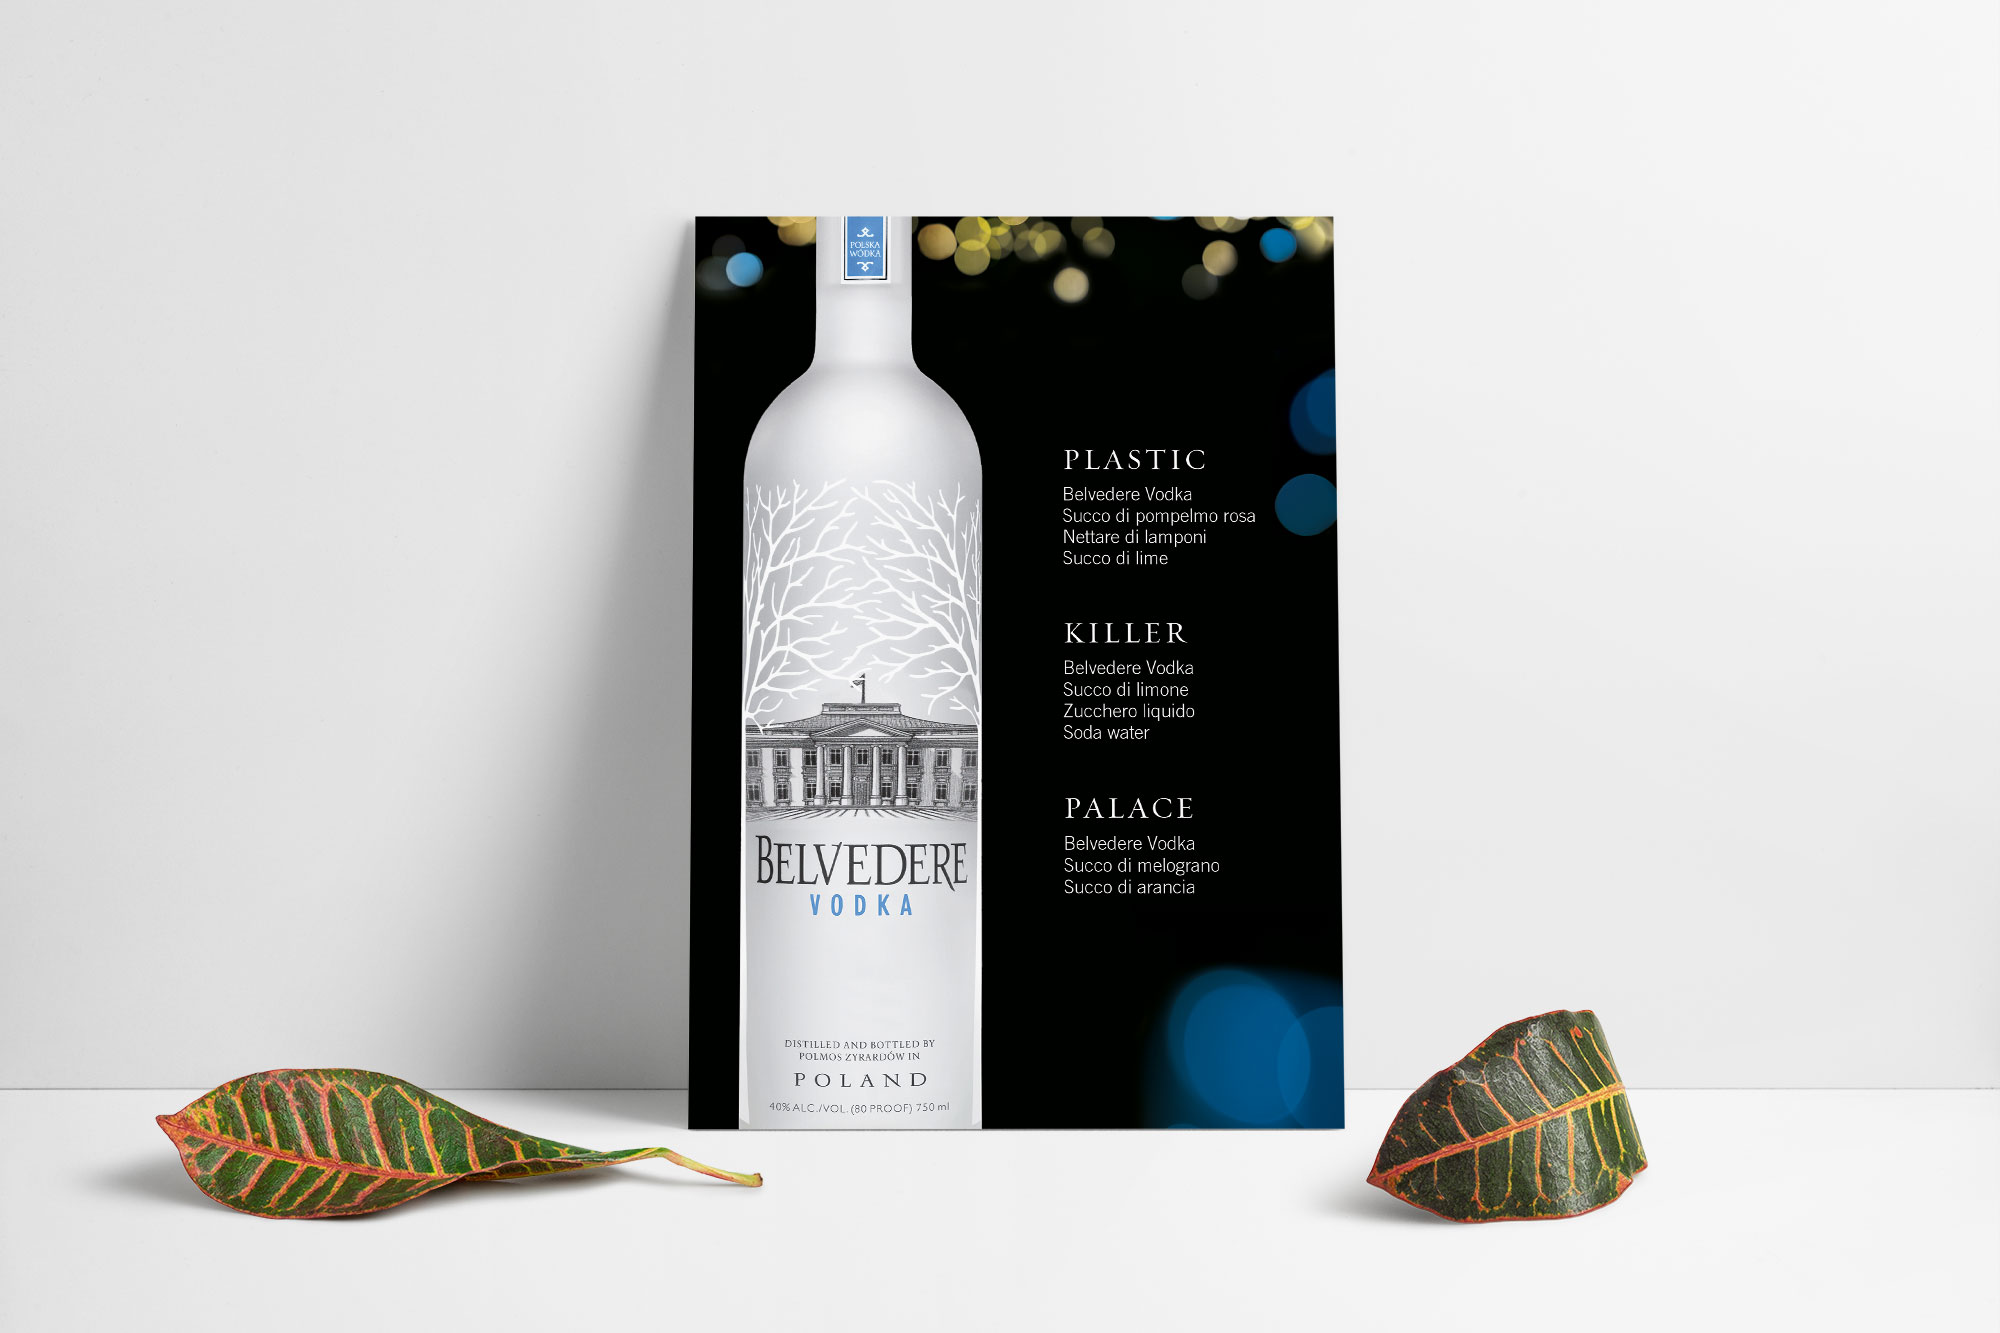 POLSKA
WÓDKA
BELVEDERE
VODKA
DISTILLED AND BOTTLED BY
POLMOS ZYRARDÓW IN
POLAND
40% ALC./VOL. (80 PROOF) 750 ml
PLASTIC
Belvedere Vodka
Succo di pompelmo rosa
Nettare di lamponi
Succo di lime
KILLER
Belvedere Vodka
Succo di limone
Zucchero liquido
Soda water
PALACE
Belvedere Vodka
Succo di melograno
Succo di arancia